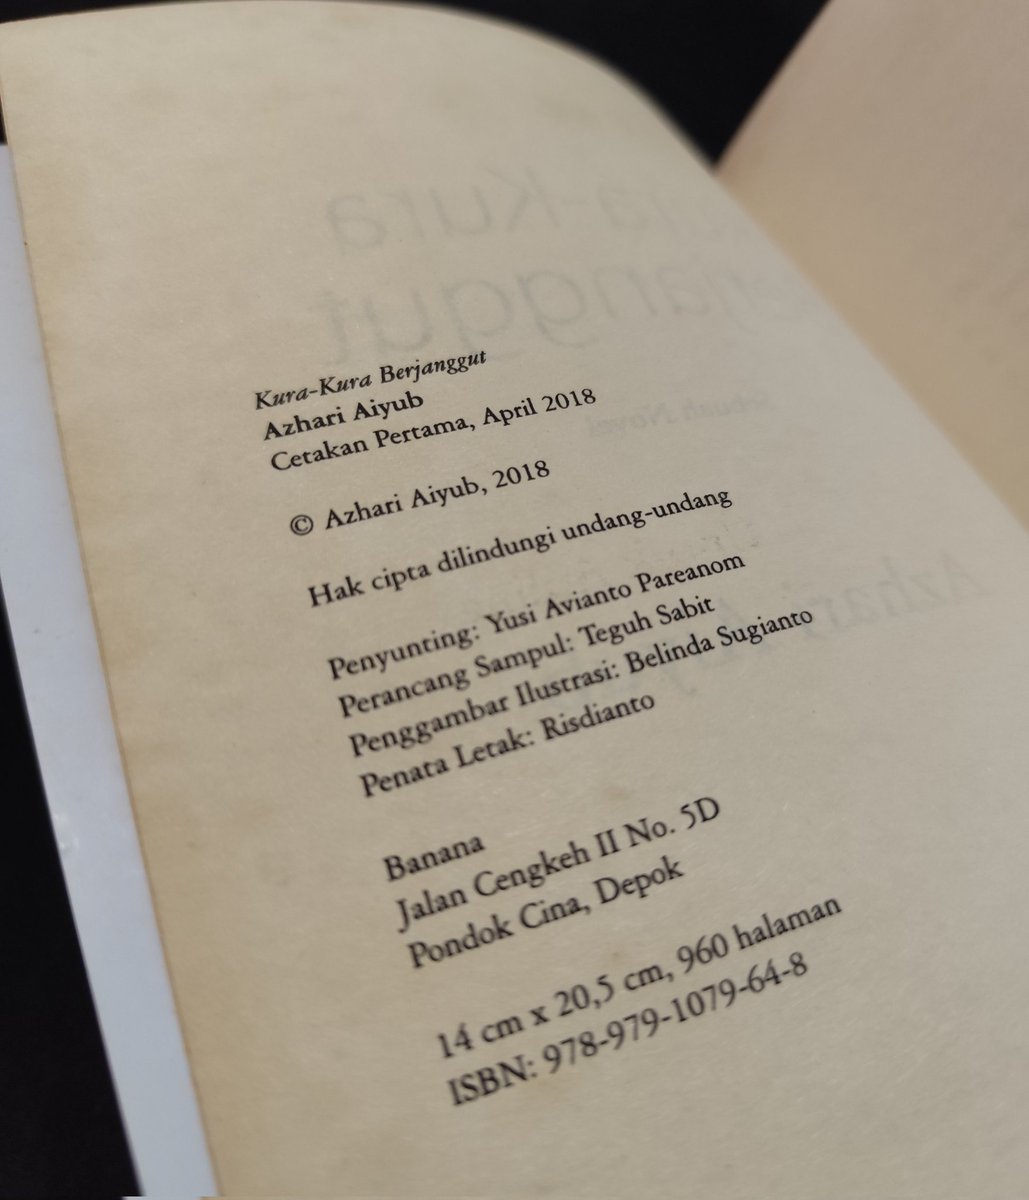 Kura-Kura Berjanggut
Azhari Aiyub
Cetakan Pertama, April 2018
© Azhari Aiyub, 2018
Hak cipta dilindungi undang-undang
Penyunting: Yusi Avianto Pareanom
Perancang Sampul: Teguh Sabit
Penggambar Ilustrasi: Belinda Sugianto
Penata Letak: Risdianto
Banana
Jalan Cengkeh II No. 5D
Pondok Cina, Depok
14 cm x 20,5 cm, 960 halaman
ISBN: 978-979-1079-64-8